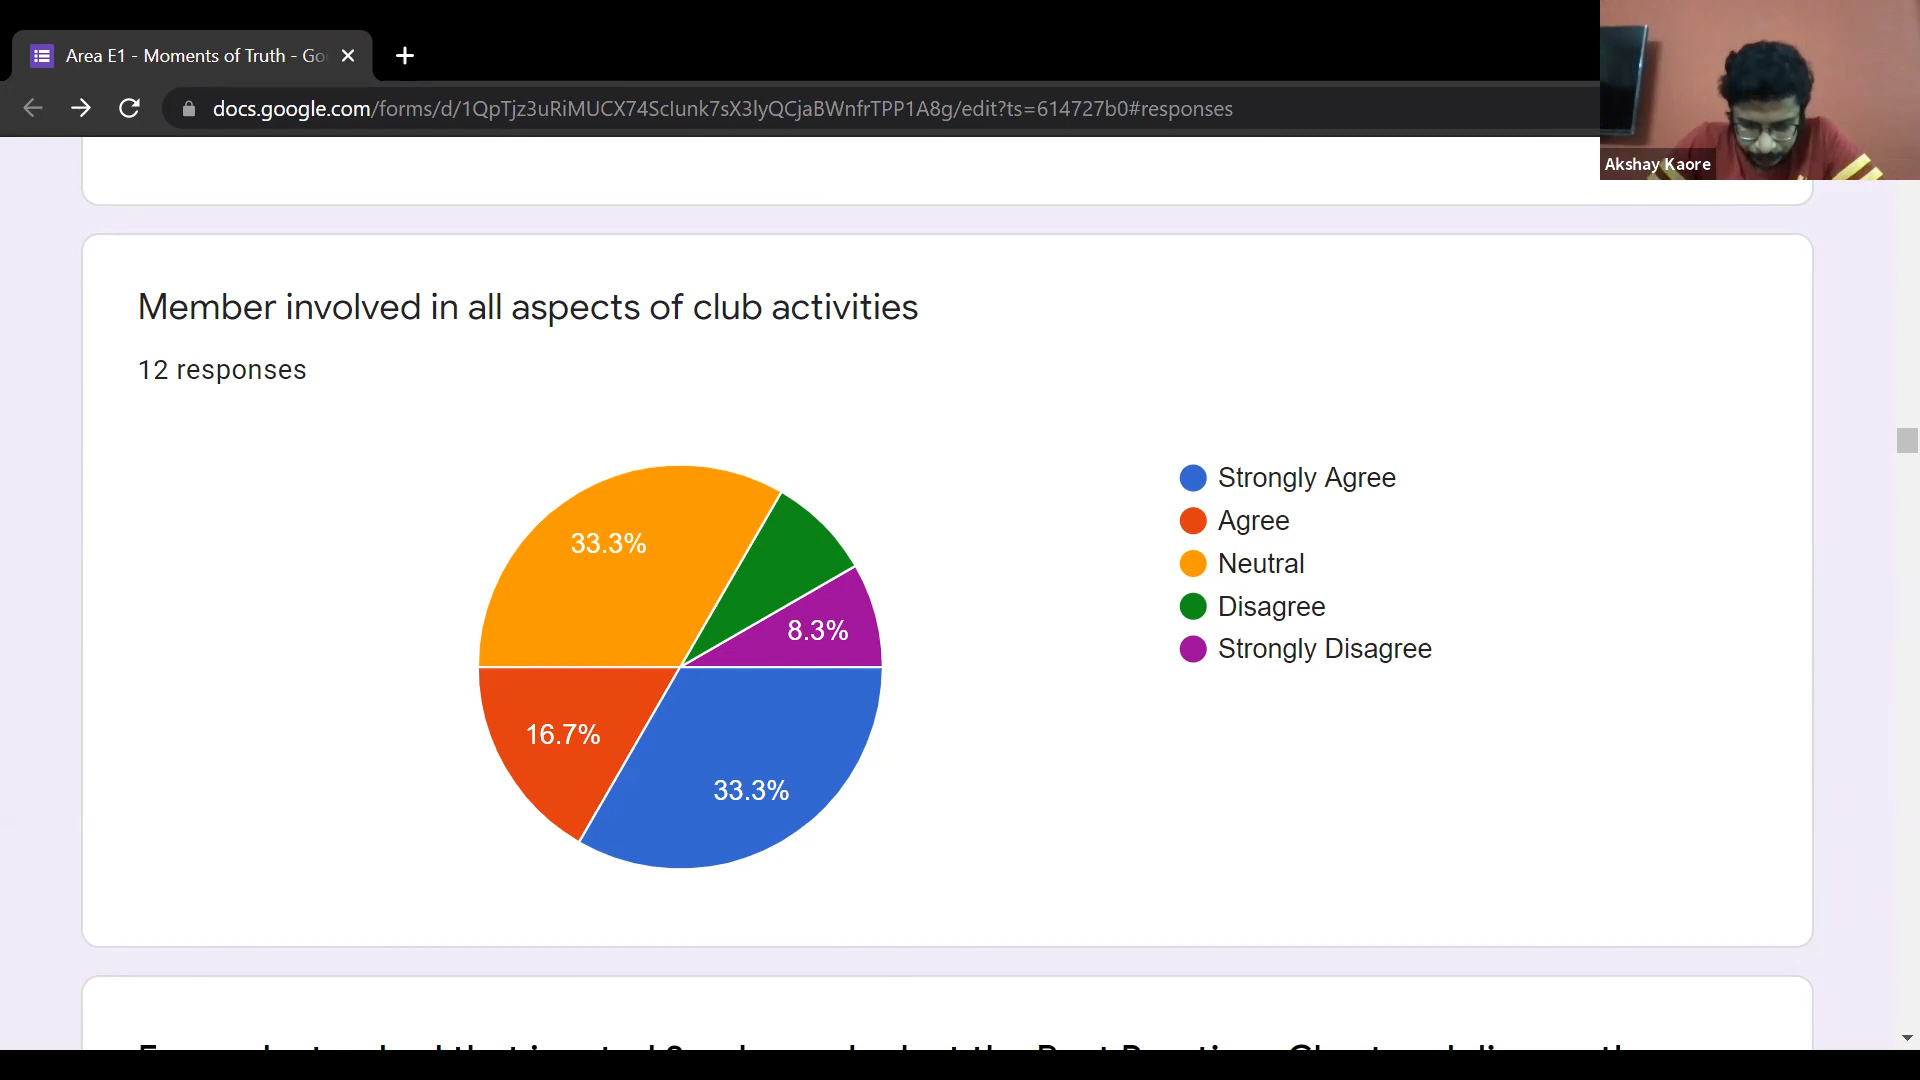 Area E1 - Moments of Truth - Go
docs.google.com/forms/d/1QpTjz3uRiMUCX74ScIunk7sX3lyQCjaBWnfrTPP1A8g/edit?ts=614727b0#responses
Akshay Kaore
Member involved in all aspects of club activities
12 responses
33.3%
8.3%
16.7%
33.3%
Strongly Agree
Agree
Neutral
Disagree
Strongly Disagree